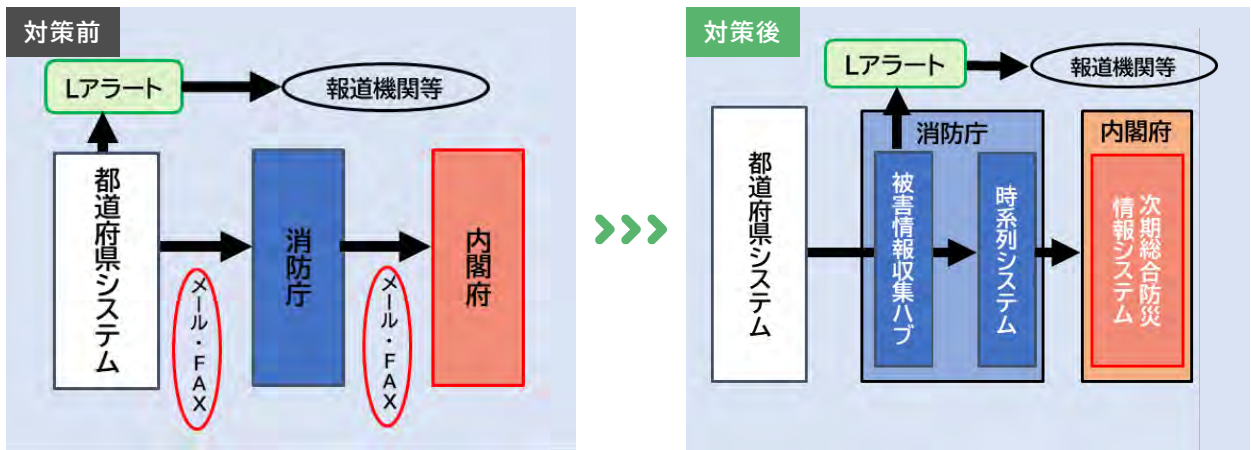 対策前
Lアラート
報道機関等
都道府県システム
消防庁
内閣府
メール・FAX
メール・FAX
対策後
Lアラート
報道機関等
都道府県システム
消防庁
被害情報収集ハブ
時系列システム
内閣府
次期総合防災
情報システム